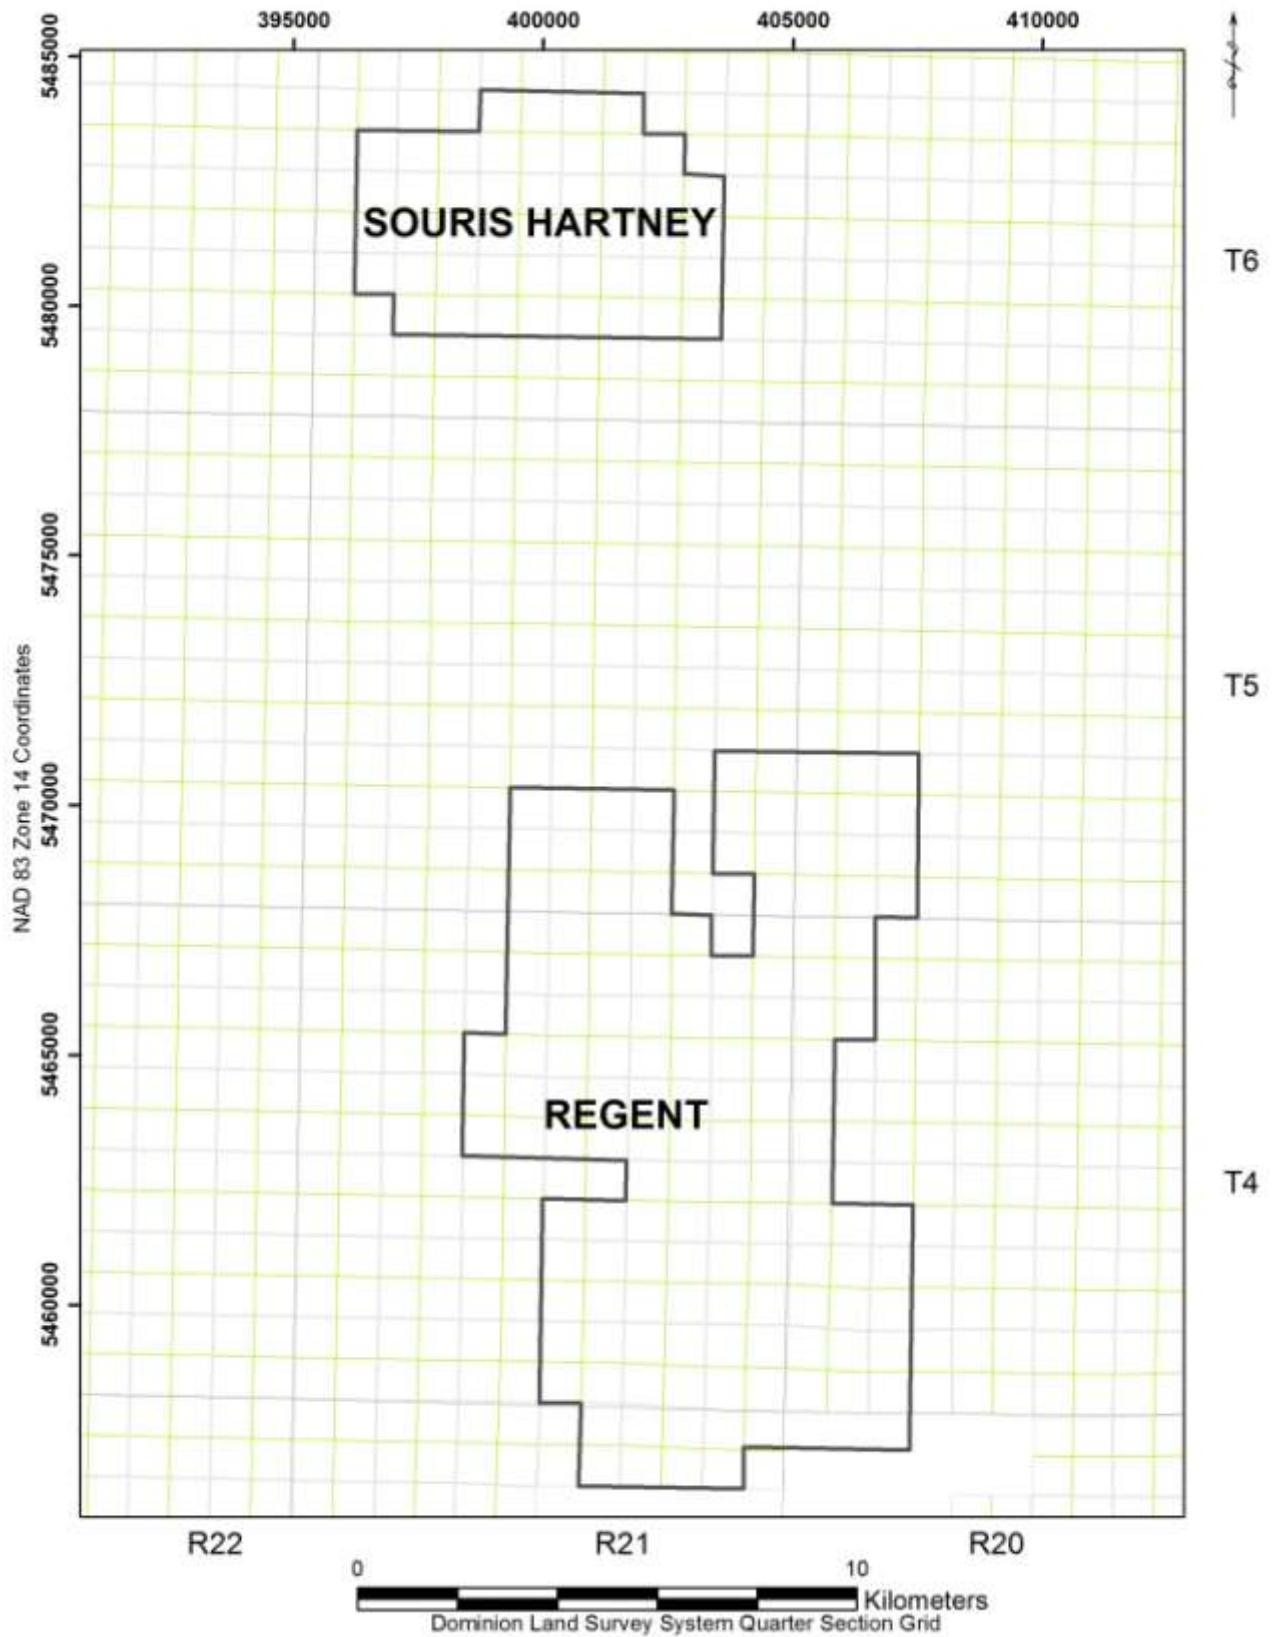 395000 400000 405000 410000
5485000
SOURIS HARTNEY
T6
5480000
5475000
NAD 83 Zone 14 Coordinates
T5
5470000
5465000
REGENT
T4
5460000
R22 R21 R20
0 10
Kilometers
Dominion Land Survey System Quarter Section Grid